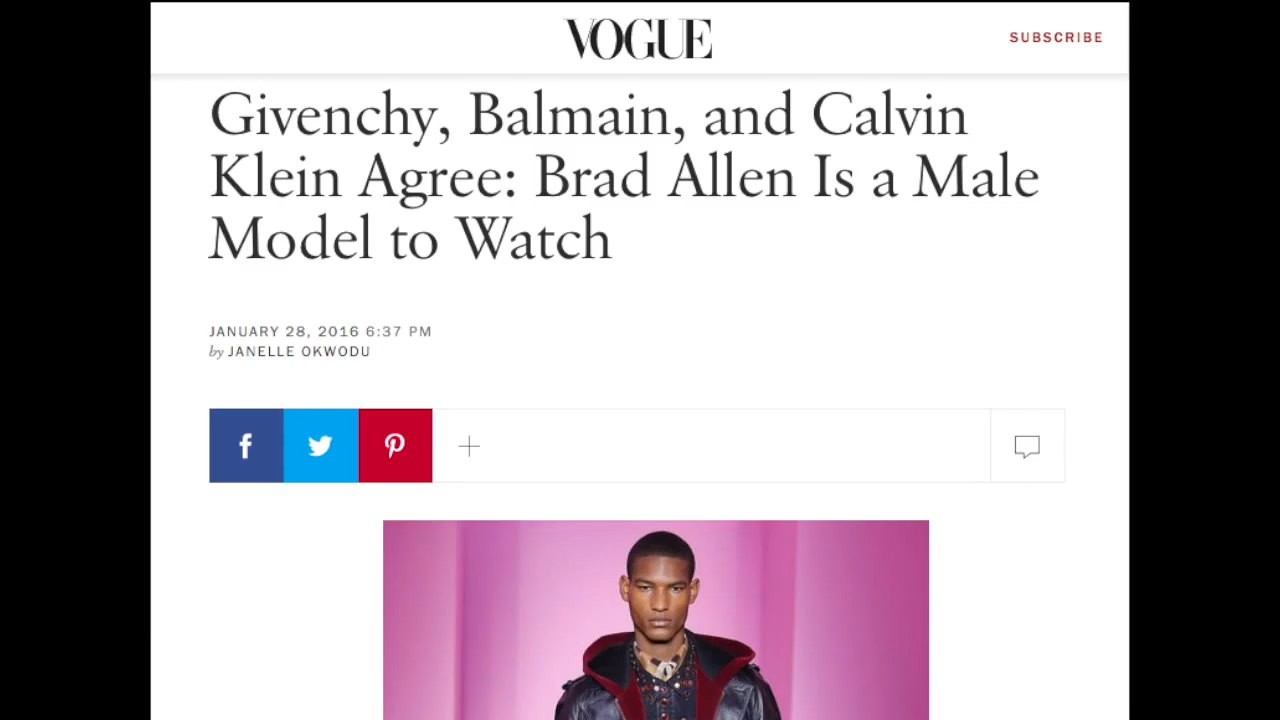 VOGUE
SUBSCRIBE
Givenchy, Balmain, and Calvin
Klein Agree: Brad Allen Is a Male
Model to Watch
JANUARY 28, 2016 6:37 PM
by JANELLE OKWODU